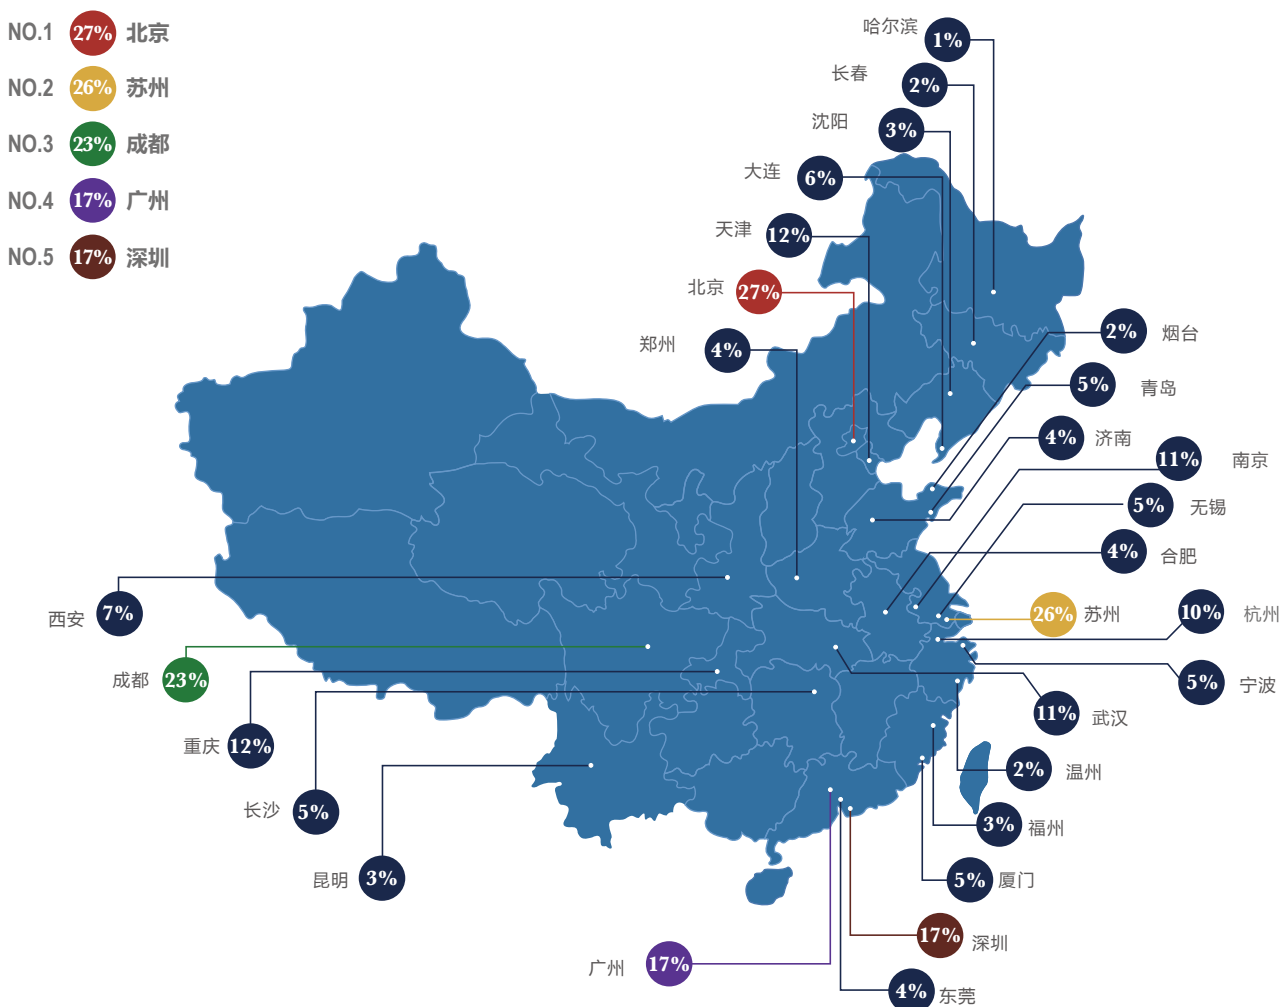 NO.1 27% 北京
NO.2 26% 苏州
NO.3 23% 成都
NO.4 17% 广州
NO.5 17% 深圳
哈尔滨 1%
长春 2%
沈阳 3%
大连 6%
天津 12%
北京 27%
郑州 4%
2% 烟台
5% 青岛
4% 济南
11% 南京
5% 无锡
4% 合肥
26% 苏州
10% 杭州
5% 宁波
11% 武汉
2% 温州
3% 福州
5% 厦门
17% 深圳
4% 东莞
西安 7%
成都 23%
重庆 12%
长沙 5%
昆明 3%
广州 17%